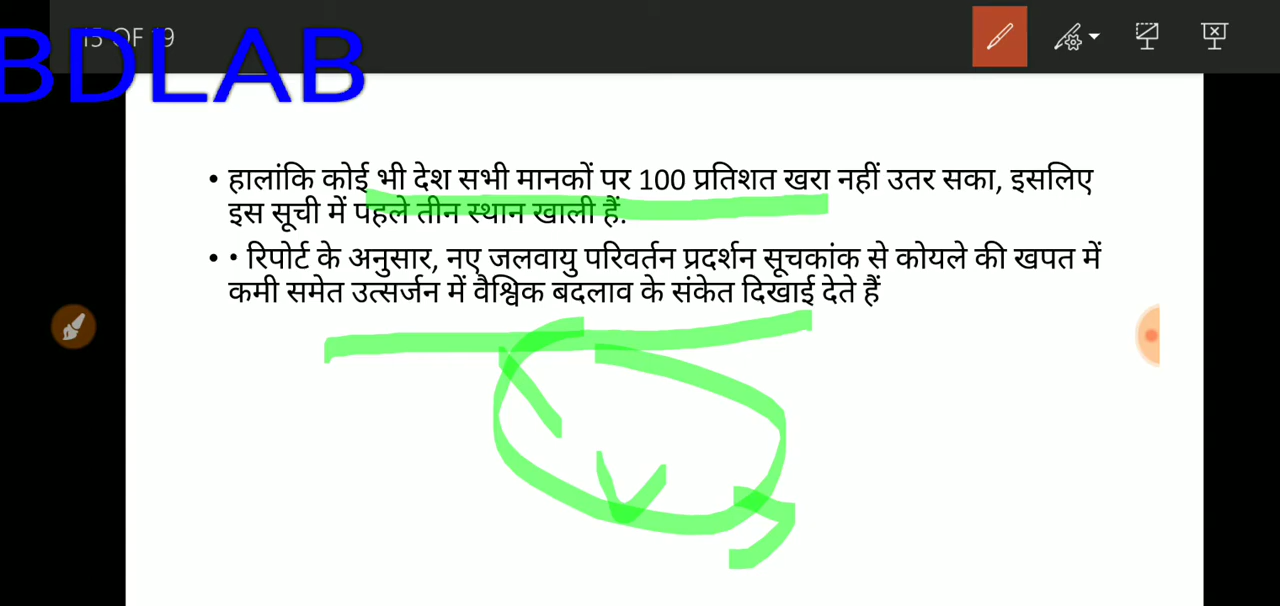 15 OF 19
BDLAB
• हालांकि कोई भी देश सभी मानकों पर 100 प्रतिशत खरा नहीं उतर सका, इसलिए
इस सूची में पहले तीन स्थान खाली हैं.
• • रिपोर्ट के अनुसार, नए जलवायु परिवर्तन प्रदर्शन सूचकांक से कोयले की खपत में
कमी समेत उत्सर्जन में वैश्विक बदलाव के संकेत दिखाई देते हैं